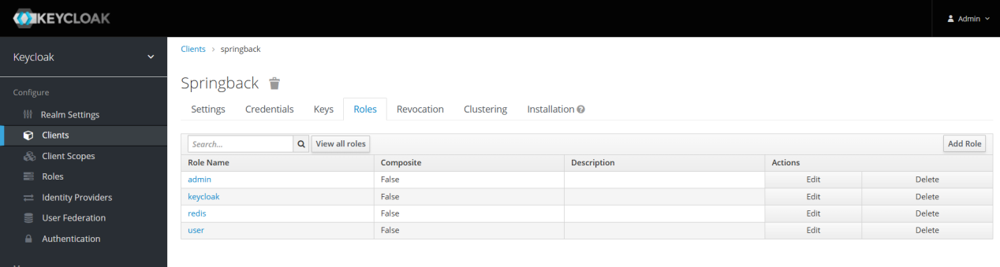 KEYCLOAK
Admin
Keycloak
Clients > springback
Springback
Configure
Settings Credentials Keys Roles Revocation Clustering Installation
Realm Settings
Clients
Client Scopes
Roles
Identity Providers
User Federation
Authentication
Search... View all roles Add Role
Role Name Composite Description Actions
admin False Edit Delete
keycloak False Edit Delete
redis False Edit Delete
user False Edit Delete